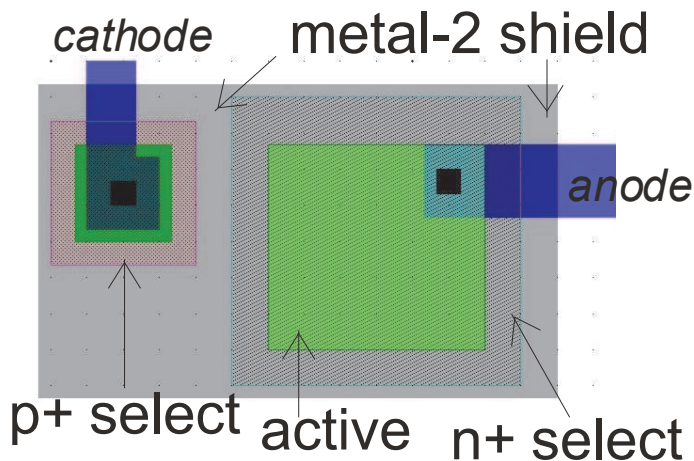 cathode
metal-2 shield
anode
p+ select
active
n+ select